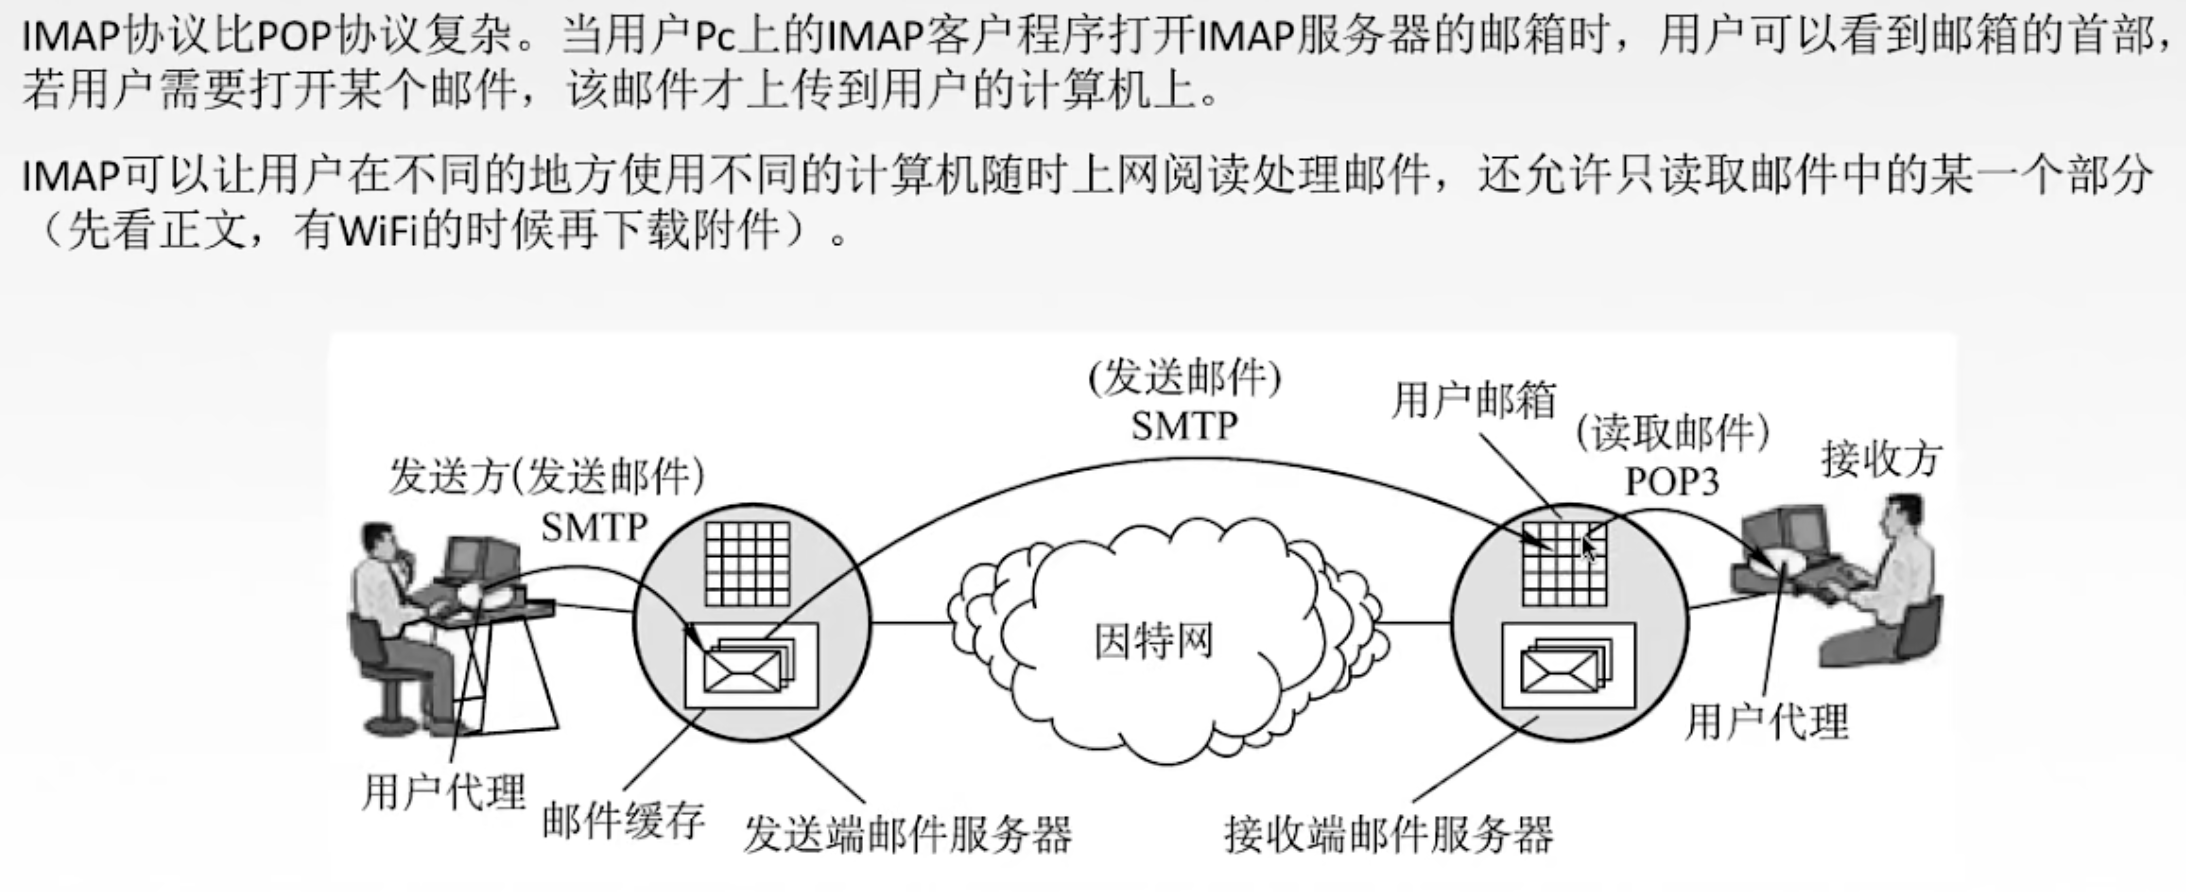 IMAP协议比POP协议复杂。当用户Pc上的IMAP客户程序打开IMAP服务器的邮箱时，用户可以看到邮箱的首部，
若用户需要打开某个邮件，该邮件才上传到用户的计算机上。
IMAP可以让用户在不同的地方使用不同的计算机随时上网阅读处理邮件，还允许只读取邮件中的某一个部分
（先看正文，有WiFi的时候再下载附件）。
(发送邮件)
SMTP
用户邮箱
(读取邮件)
POP3
接收方
发送方(发送邮件)
SMTP
因特网
用户代理
用户代理
邮件缓存
发送端邮件服务器
接收端邮件服务器